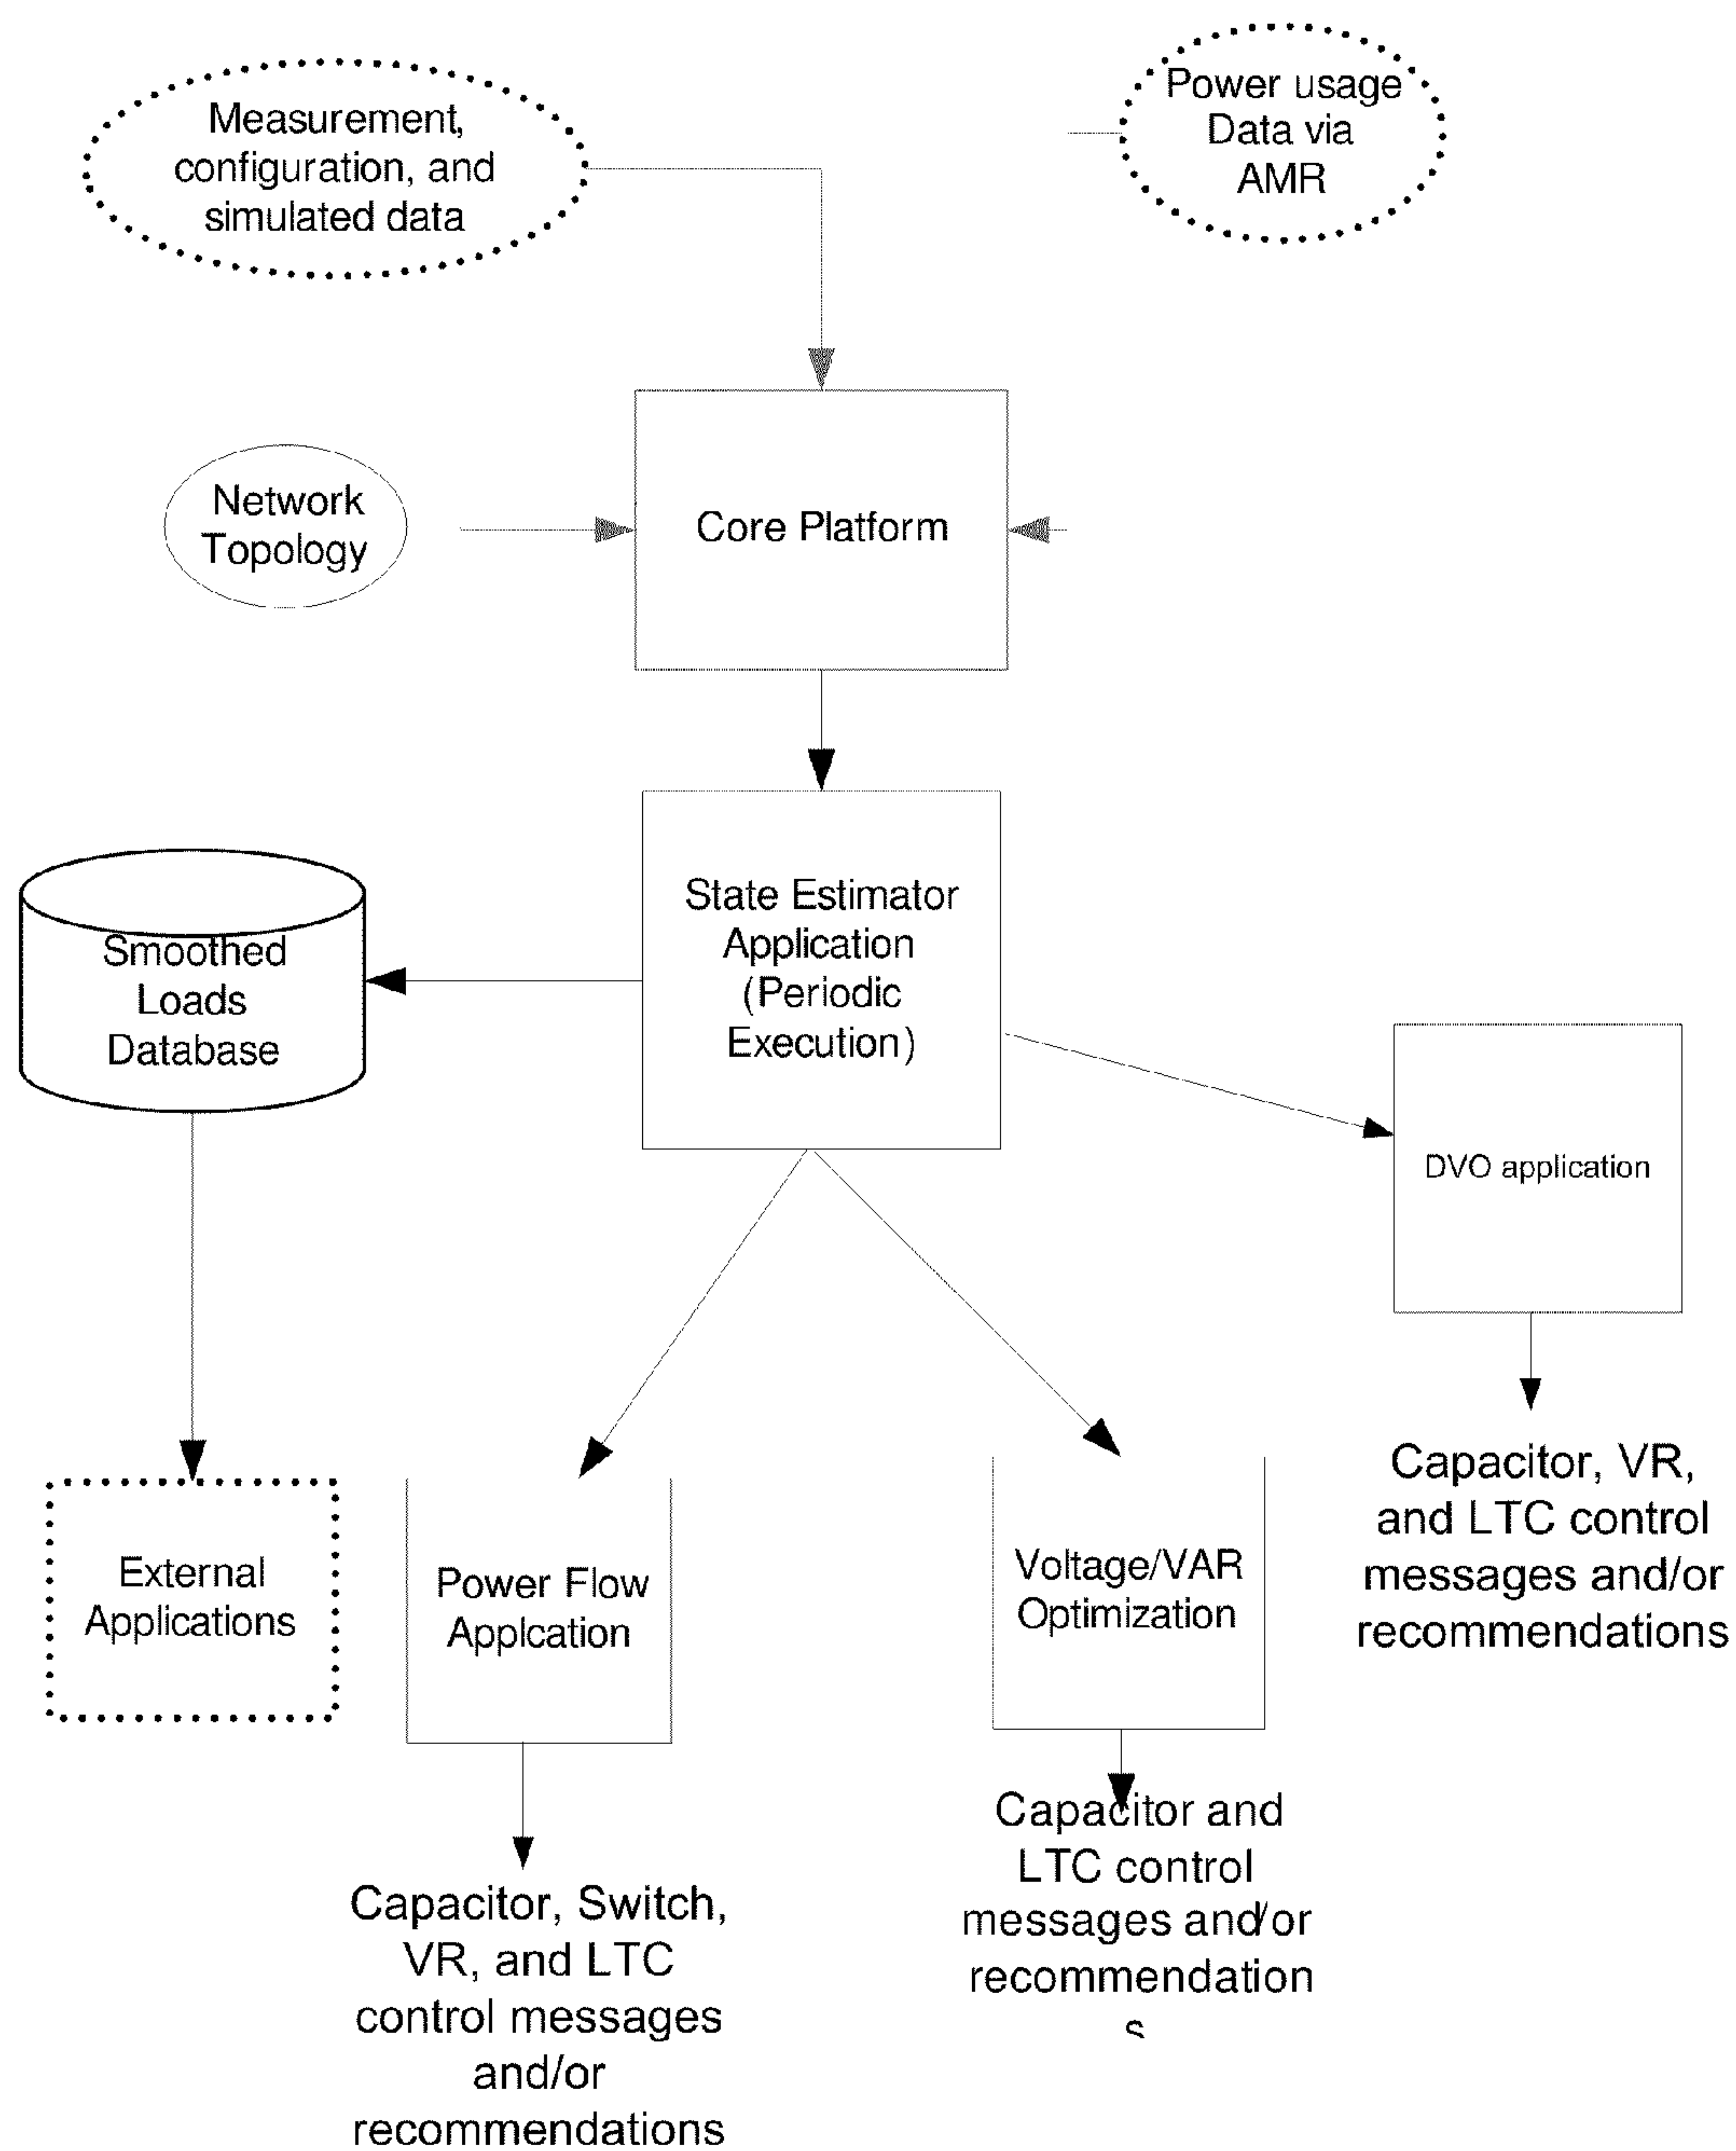 Measurement,
configuration, and
simulated data
Power usage
Data via
AMR
Network
Topology
Core Platform
State Estimator
Application
(Periodic
Execution)
Smoothed
Loads
Database
DVO application
Capacitor, VR,
and LTC control
messages and/or
recommendations
External
Applications
Power Flow
Applcation
Voltage/VAR
Optimization
Capacitor and
LTC control
messages and/or
recommendation
s
Capacitor, Switch,
VR, and LTC
control messages
and/or
recommendations